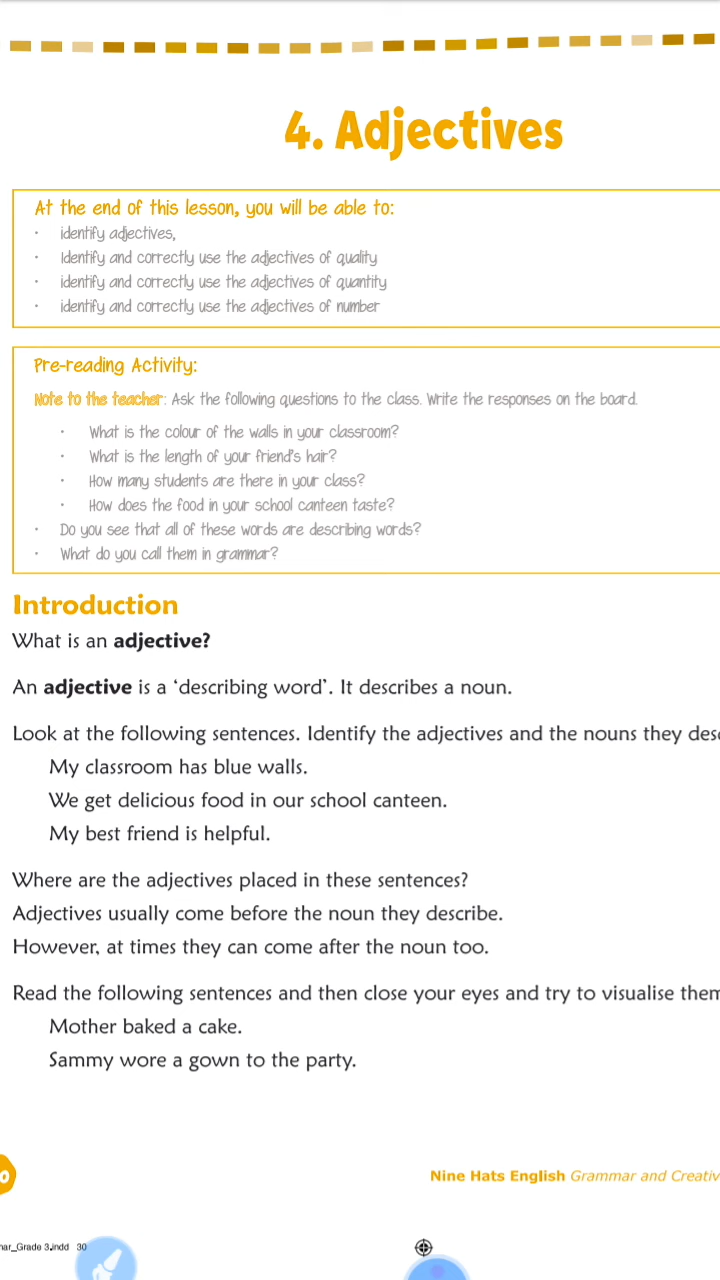 4. Adjectives
At the end of this lesson, you will be able to:
· identify adjectives,
· Identify and correctly use the adjectives of quality
· identify and correctly use the adjectives of quantity
· identify and correctly use the adjectives of number
Pre-reading Activity:
Note to the teacher: Ask the following questions to the class. Write the responses on the board.
· What is the colour of the walls in your classroom?
· What is the length of your friend's hair?
· How many students are there in your class?
· How does the food in your school canteen taste?
· Do you see that all of these words are describing words?
· What do you call them in grammar?
Introduction
What is an adjective?
An adjective is a ‘describing word’. It describes a noun.
Look at the following sentences. Identify the adjectives and the nouns they
My classroom has blue walls.
We get delicious food in our school canteen.
My best friend is helpful.
Where are the adjectives placed in these sentences?
Adjectives usually come before the noun they describe.
However, at times they can come after the noun too.
Read the following sentences and then close your eyes and try to visualise them
Mother baked a cake.
Sammy wore a gown to the party.
Nine Hats English Grammar and
3.indd 30